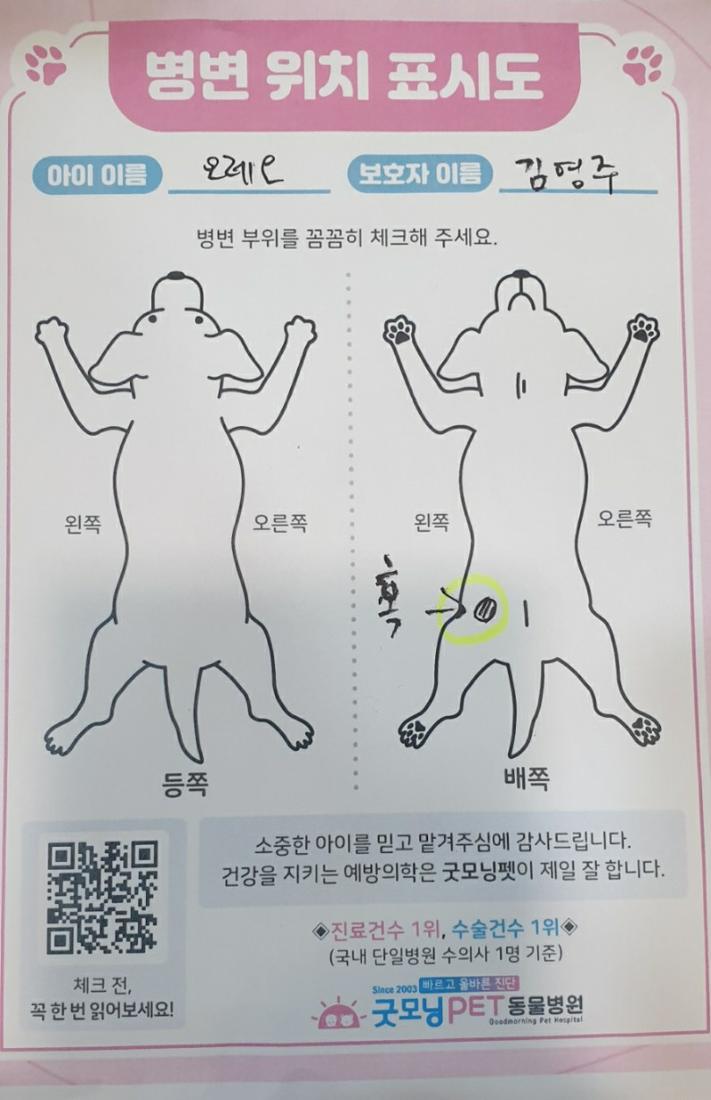 병변 위치 표시도
아이 이름 오레오 보호자 이름 김영주
병변 부위를 꼼꼼히 체크해 주세요.
왼쪽 오른쪽 왼쪽 오른쪽
혹
등쪽 배쪽
소중한 아이를 믿고 맡겨주심에 감사드립니다.
건강을 지키는 예방의학은 굿모닝펫이 제일 잘 합니다.
◈진료건수 1위, 수술건수 1위◈
(국내 단일병원 수의사 1명 기준)
체크 전,
꼭 한 번 읽어보세요!
Since 2003 빠르고 올바른 진단
굿모닝PET동물병원
Goodmorning Pet Hospital